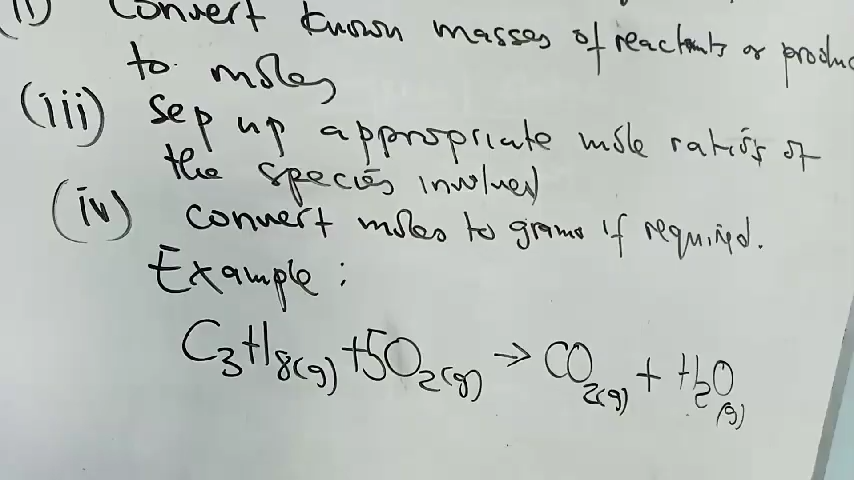 (ii) convert known masses of reactants or produc
to moles
(iii) Sep up appropriate mole ratios of
the species involved
(iv) convert moles to grams if required.
Example :
C₃H₈(g) + 5O₂(g) → CO₂(g) + H₂O(g)